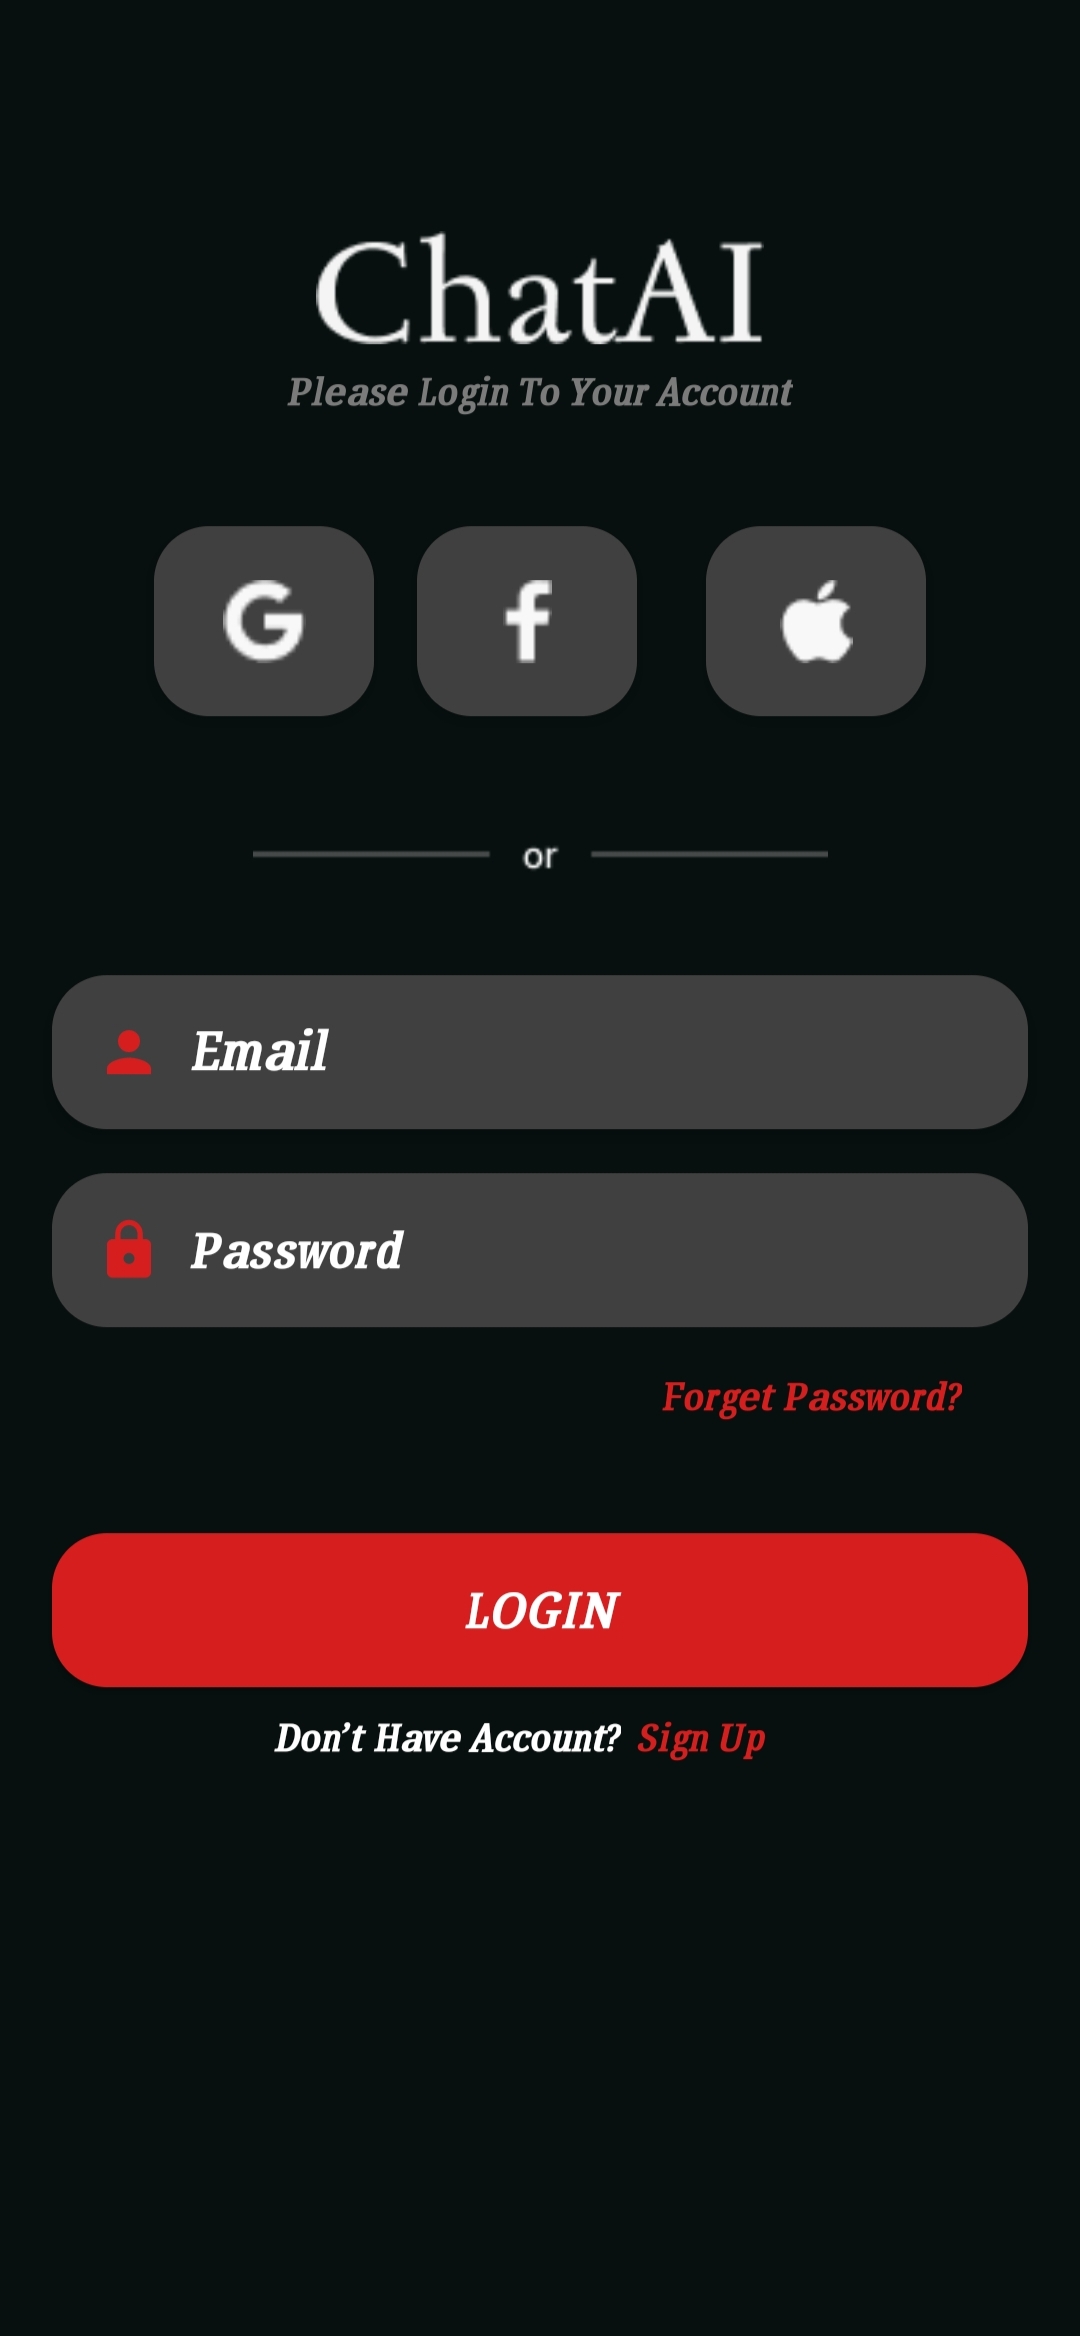 ChatAI
Please Login To Your Account
or
Email
Password
Forget Password?
LOGIN
Don’t Have Account? Sign Up